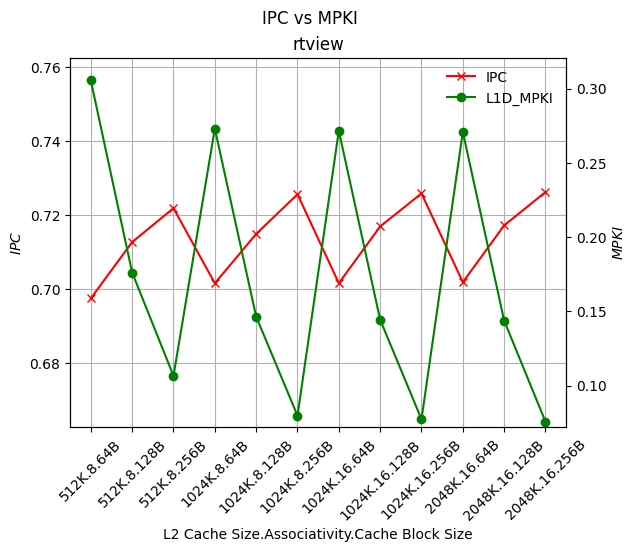 IPC vs MPKI
rtview
IPC
L1D_MPKI
0.76
0.74
0.72
0.70
0.68
IPC
0.30
0.25
0.20
0.15
0.10
MPKI
512K.8.64B
512K.8.128B
512K.8.256B
1024K.8.64B
1024K.8.128B
1024K.8.256B
1024K.16.64B
1024K.16.128B
1024K.16.256B
2048K.16.64B
2048K.16.128B
2048K.16.256B
L2 Cache Size.Associativity.Cache Block Size